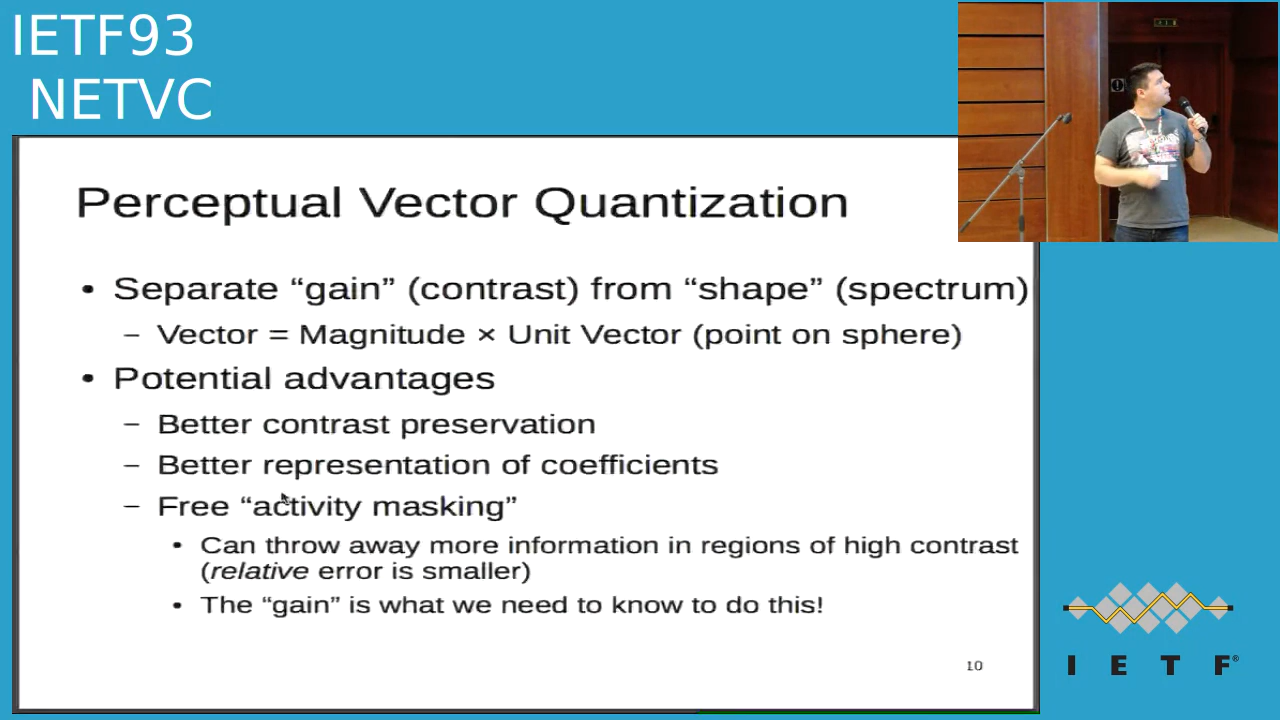 IETF93
NETVC
Perceptual Vector Quantization
• Separate “gain” (contrast) from “shape” (spectrum)
– Vector = Magnitude × Unit Vector (point on sphere)
• Potential advantages
– Better contrast preservation
– Better representation of coefficients
– Free “activity masking”
• Can throw away more information in regions of high contrast
(relative error is smaller)
• The “gain” is what we need to know to do this!
10
I E T F®